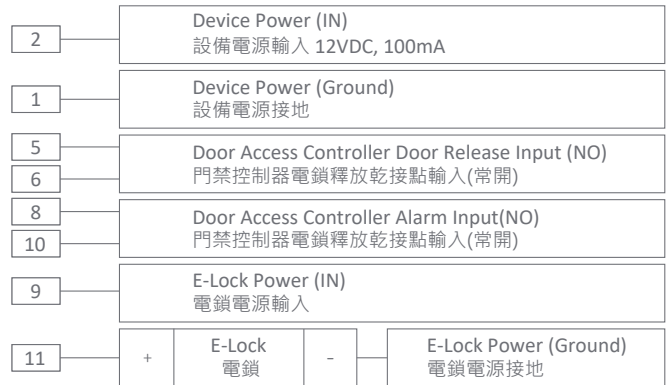 2
Device Power (IN)
設備電源輸入 12VDC, 100mA
1
Device Power (Ground)
設備電源接地
5
6
Door Access Controller Door Release Input (NO)
門禁控制器電鎖釋放乾接點輸入(常開)
8
10
Door Access Controller Alarm Input(NO)
門禁控制器電鎖釋放乾接點輸入(常開)
9
E-Lock Power (IN)
電鎖電源輸入
11
+
E-Lock
電鎖
-
E-Lock Power (Ground)
電鎖電源接地